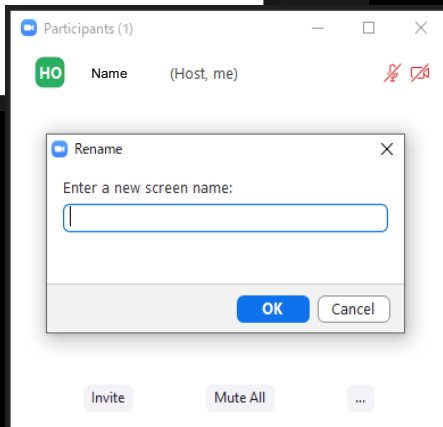 Participants (1)
HO Name (Host, me)
Rename
Enter a new screen name:
OK Cancel
Invite Mute All ...